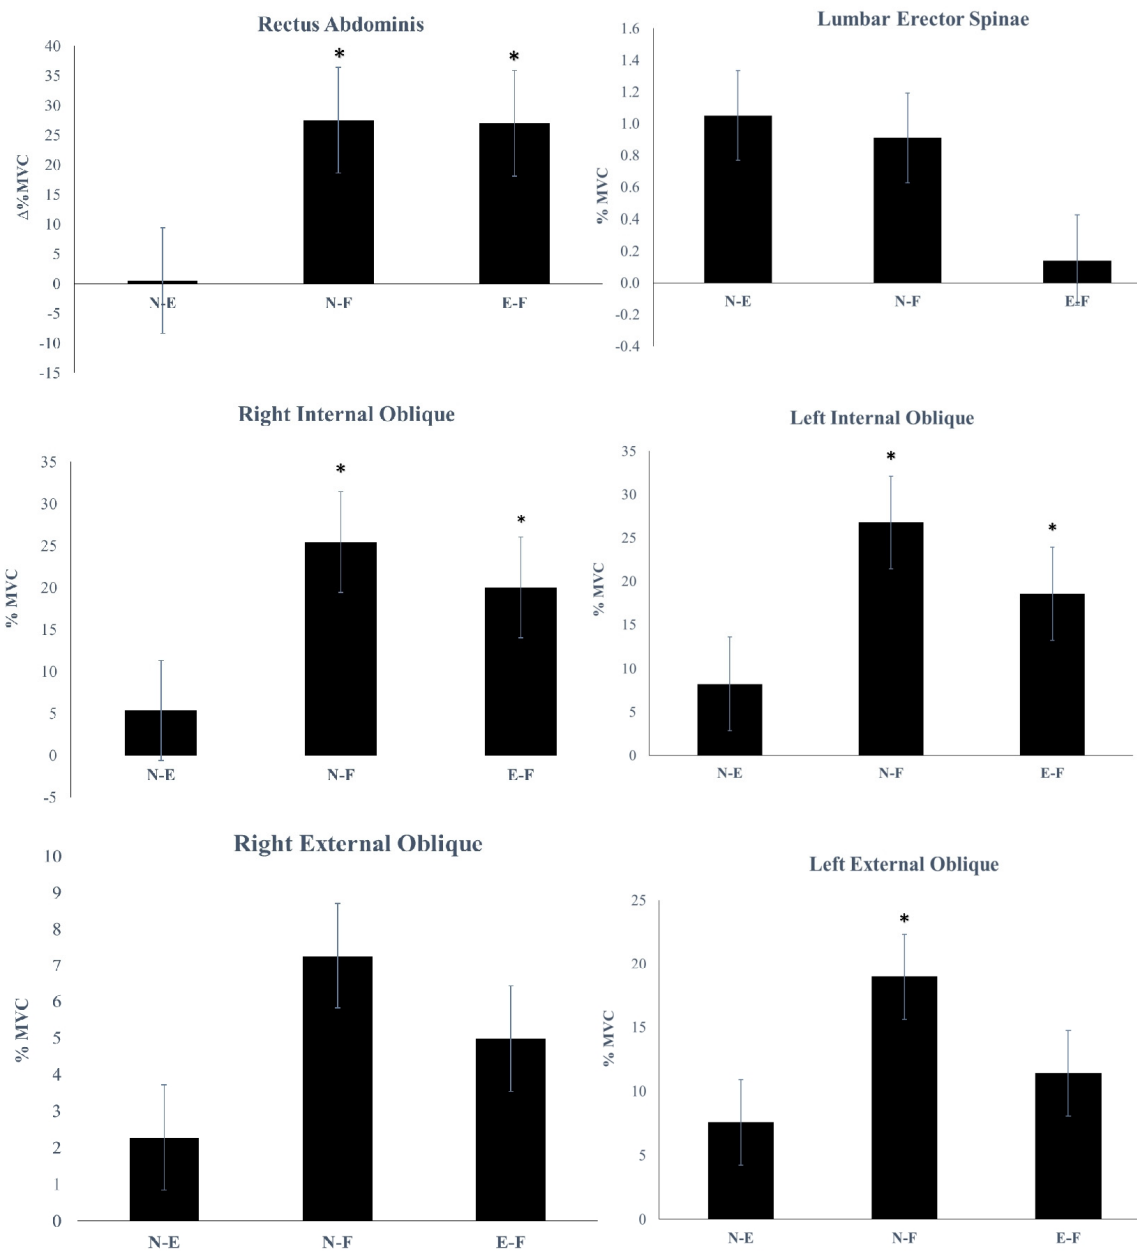 Rectus Abdominis
*
*
40
35
30
25
20
15
10
5
0
-5
-10
-15
Δ%MVC
N-E
N-F
E-F
Lumbar Erector Spinae
1.6
1.4
1.2
1.0
0.8
0.6
0.4
0.2
0.0
-0.2
-0.4
% MVC
N-E
N-F
E-F
Right Internal Oblique
*
*
35
30
25
20
15
10
5
0
-5
% MVC
N-E
N-F
E-F
Left Internal Oblique
*
*
35
30
25
20
15
10
5
0
% MVC
N-E
N-F
E-F
Right External Oblique
10
9
8
7
6
5
4
3
2
1
0
% MVC
N-E
N-F
E-F
Left External Oblique
*
25
20
15
10
5
0
% MVC
N-E
N-F
E-F